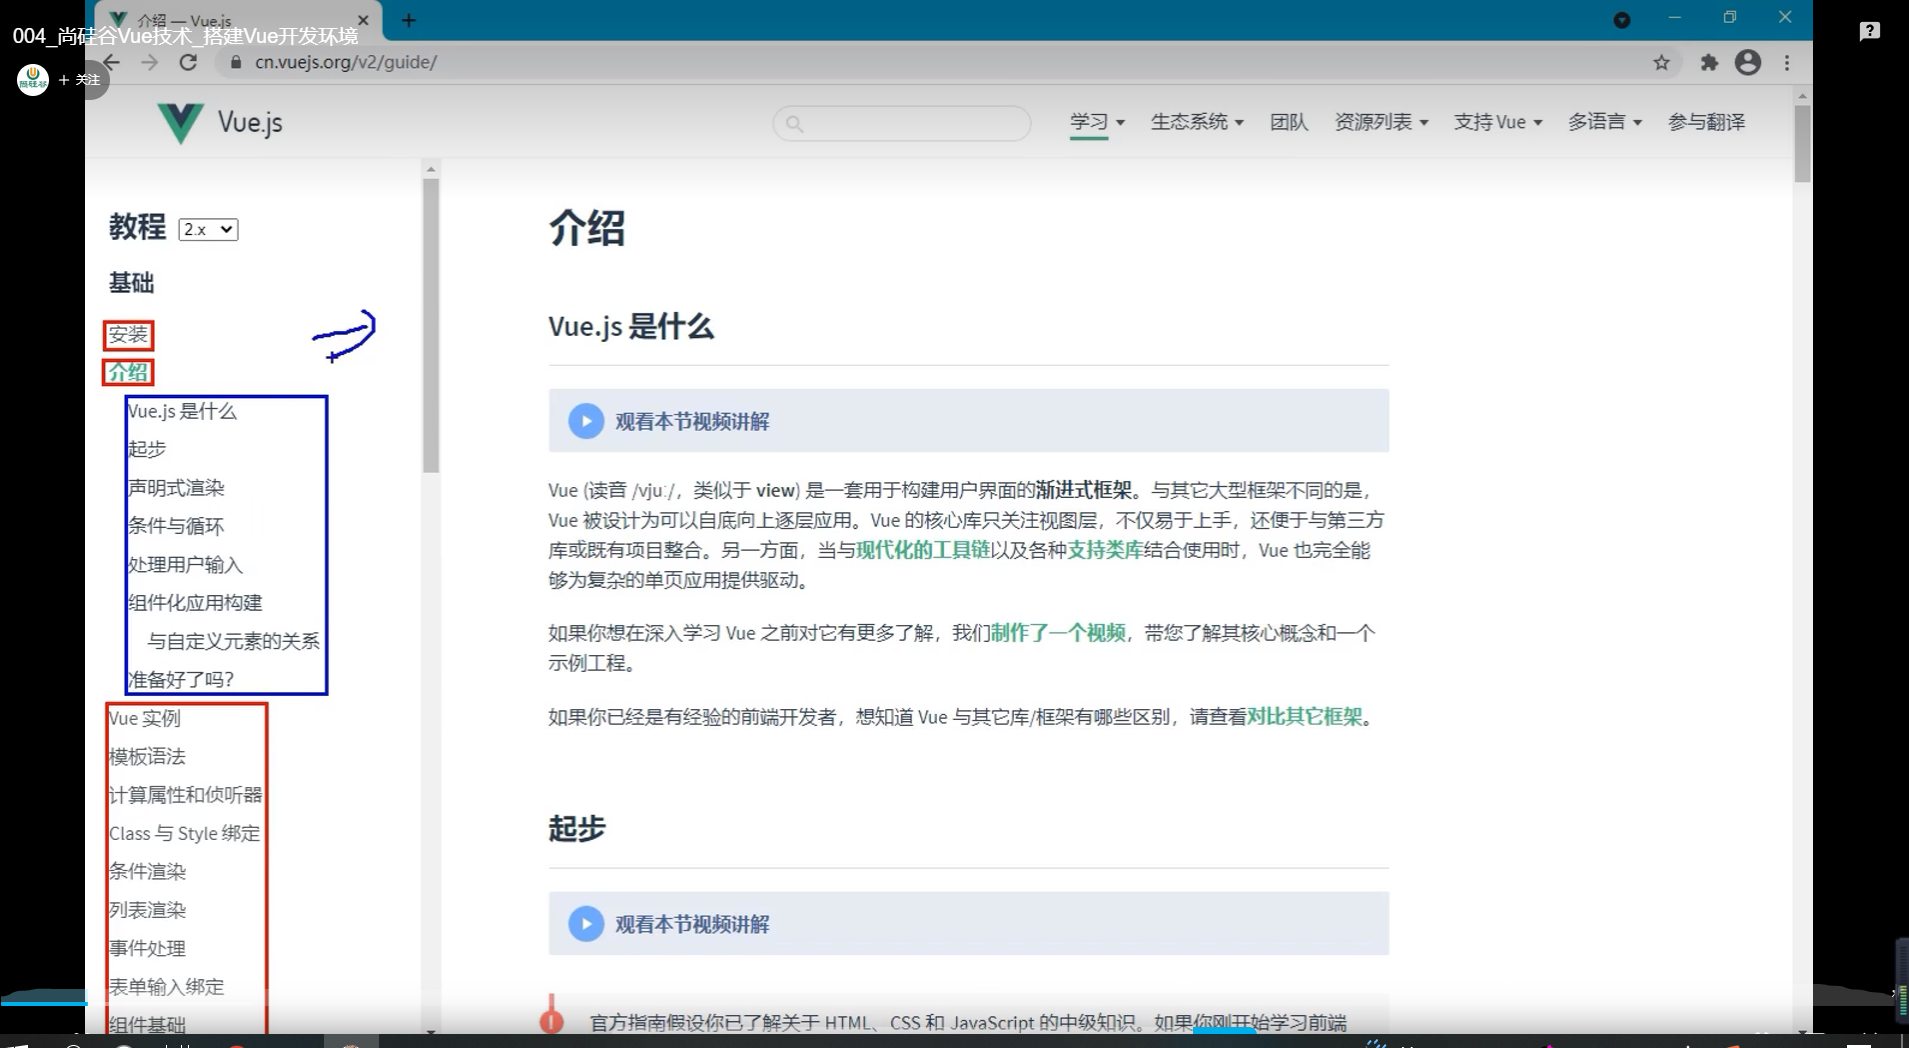 介绍 — Vue.js
004_尚硅谷Vue技术_搭建Vue开发环境
cn.vuejs.org/v2/guide/
+ 关注
Vue.js
学习
生态系统
团队
资源列表
支持 Vue
多语言
参与翻译
教程 2.x
基础
安装
介绍
Vue.js 是什么
起步
声明式渲染
条件与循环
处理用户输入
组件化应用构建
与自定义元素的关系
准备好了吗?
Vue 实例
模板语法
计算属性和侦听器
Class 与 Style 绑定
条件渲染
列表渲染
事件处理
表单输入绑定
组件基础
介绍
Vue.js 是什么
观看本节视频讲解
Vue (读音 /vjuː/，类似于 view) 是一套用于构建用户界面的渐进式框架。与其它大型框架不同的是，
Vue 被设计为可以自底向上逐层应用。Vue 的核心库只关注视图层，不仅易于上手，还便于与第三方
库或既有项目整合。另一方面，当与现代化的工具链以及各种支持类库结合使用时，Vue 也完全能
够为复杂的单页应用提供驱动。
如果你想在深入学习 Vue 之前对它有更多了解，我们制作了一个视频，带您了解其核心概念和一个
示例工程。
如果你已经是有经验的前端开发者，想知道 Vue 与其它库/框架有哪些区别，请查看对比其它框架。
起步
观看本节视频讲解
官方指南假设你已了解关于 HTML、CSS 和 JavaScript 的中级知识。如果你刚开始学习前端